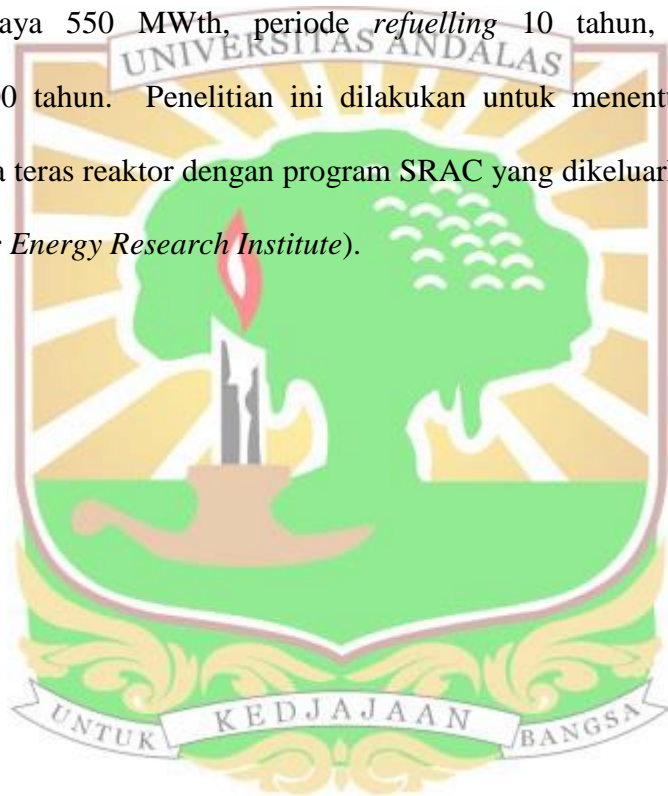 aya 550 MWth, periode refuelling 10 tahun,
UNIVERSITAS ANDALAS
0 tahun. Penelitian ini dilakukan untuk menent
a teras reaktor dengan program SRAC yang dikeluar
Energy Research Institute).
UNTUK KEDJAJAAN BANGSA